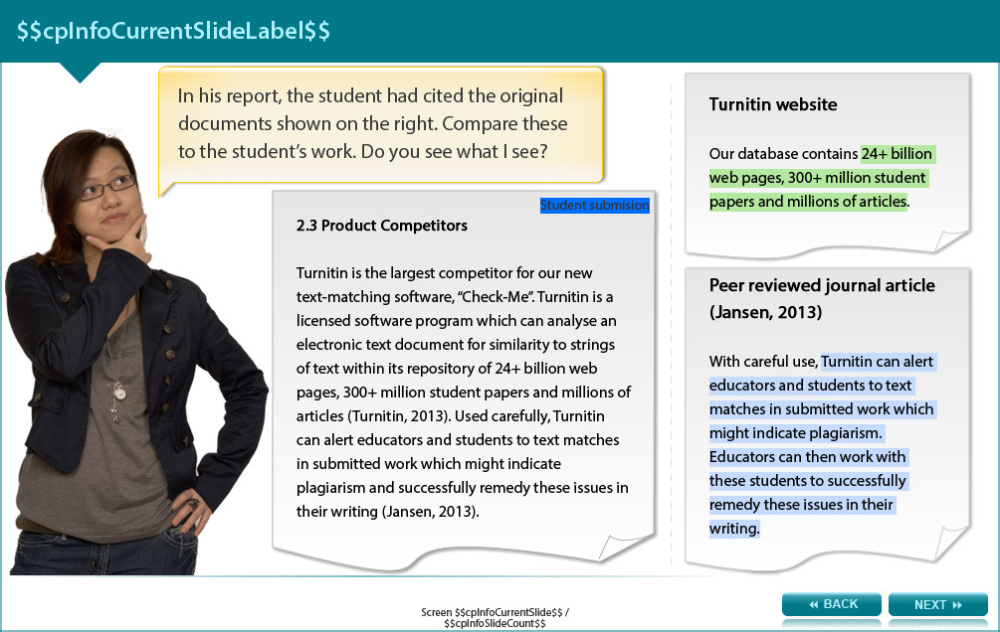 $$cpInfoCurrentSlideLabel$$
In his report, the student had cited the original
documents shown on the right. Compare these
to the student’s work. Do you see what I see?
Student submision
2.3 Product Competitors
Turnitin is the largest competitor for our new
text-matching software, “Check-Me”. Turnitin is a
licensed software program which can analyse an
electronic text document for similarity to strings
of text within its repository of 24+ billion web
pages, 300+ million student papers and millions of
articles (Turnitin, 2013). Used carefully, Turnitin
can alert educators and students to text matches
in submitted work which might indicate
plagiarism and successfully remedy these issues in
their writing (Jansen, 2013).
Turnitin website
Our database contains 24+ billion
web pages, 300+ million student
papers and millions of articles.
Peer reviewed journal article
(Jansen, 2013)
With careful use, Turnitin can alert
educators and students to text
matches in submitted work which
might indicate plagiarism.
Educators can then work with
these students to successfully
remedy these issues in their
writing.
Screen $$cpInfoCurrentSlide$$ /
$$cpInfoSlideCount$$
BACK
NEXT